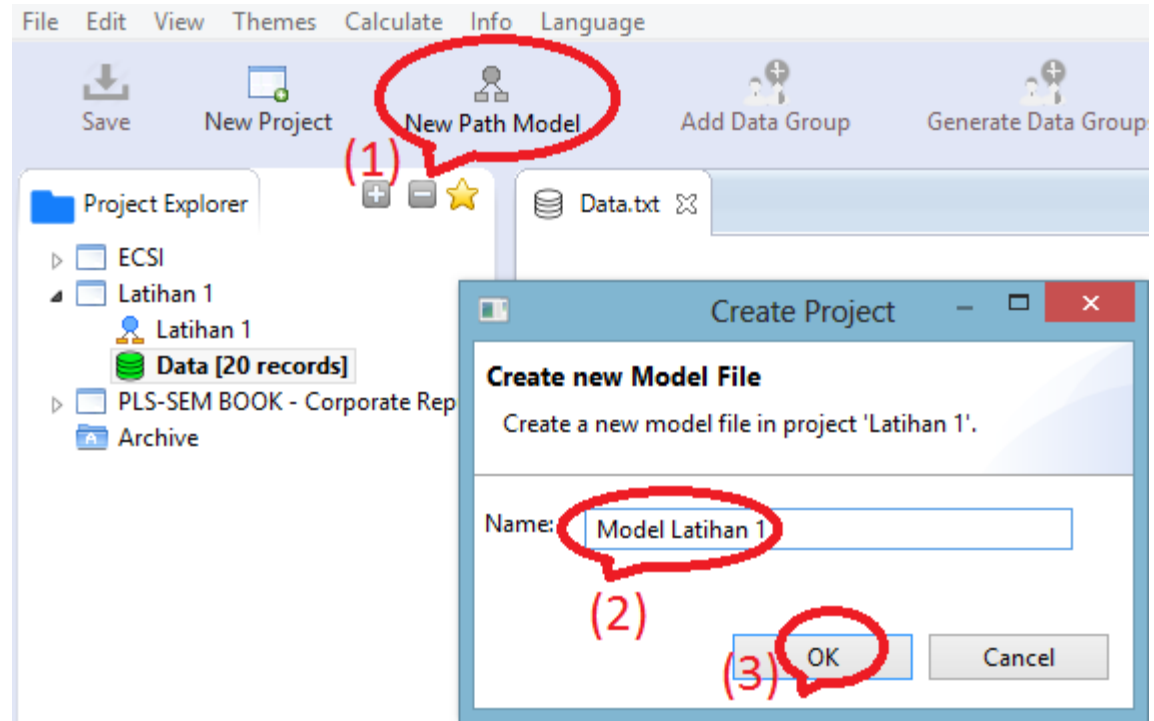 File Edit View Themes Calculate Info Language
Save New Project New Path Model Add Data Group Generate Data Groups
(1)
Project Explorer
Data.txt
ECSI
Latihan 1
Latihan 1
Data [20 records]
PLS-SEM BOOK - Corporate Rep
A Archive
Create Project
Create new Model File
Create a new model file in project 'Latihan 1'.
Name: Model Latihan 1
(2)
(3) OK Cancel